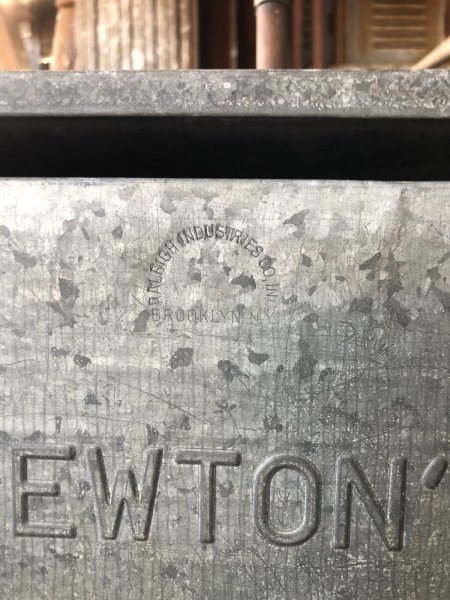 RALEIGH INDUSTRIES CO. INC.
BROOKLYN N.Y.
EWTON'